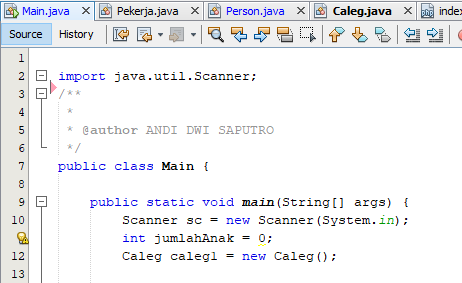 Main.java Pekerja.java Person.java Caleg.java index
Source History
1
2 import java.util.Scanner;
3 /**
4 *
5 * @author ANDI DWI SAPUTRO
6 */
7 public class Main {
8
9 public static void main(String[] args) {
10 Scanner sc = new Scanner(System.in);
int jumlahAnak = 0;
12 Caleg caleg1 = new Caleg();
13